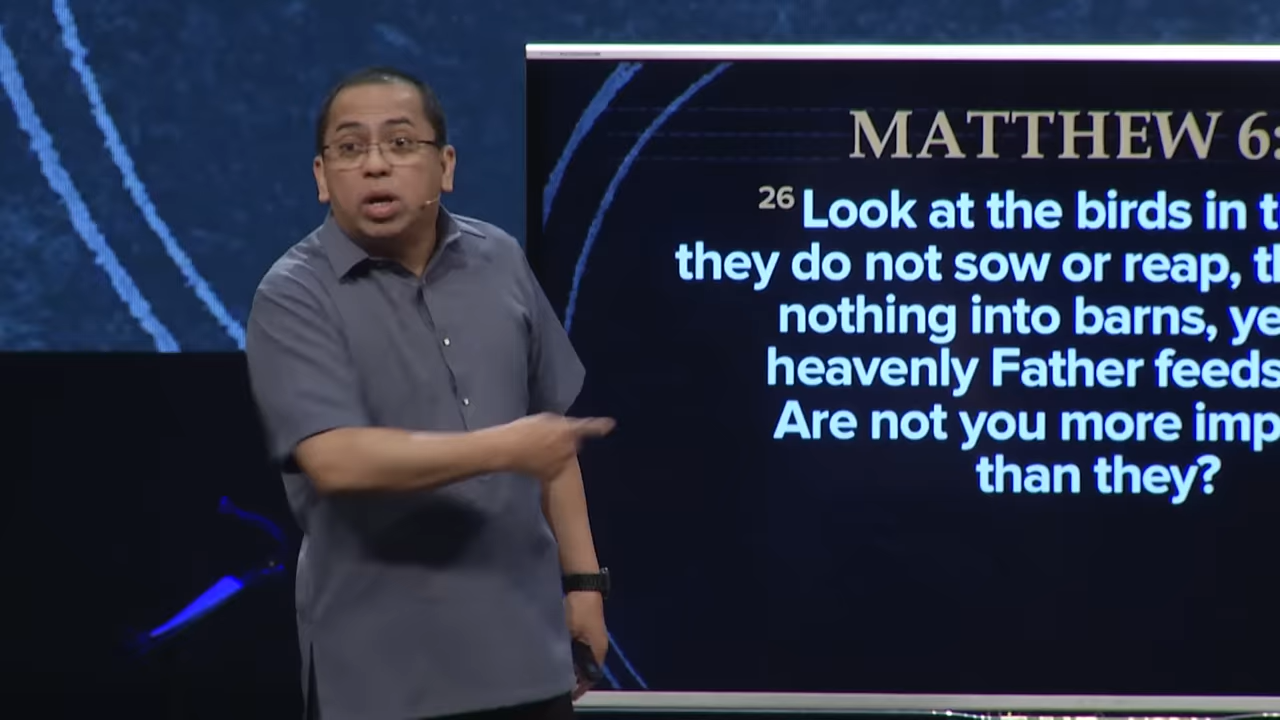 MATTHEW 6:
26 Look at the birds in t
they do not sow or reap, th
nothing into barns, ye
heavenly Father feeds
Are not you more imp
than they?